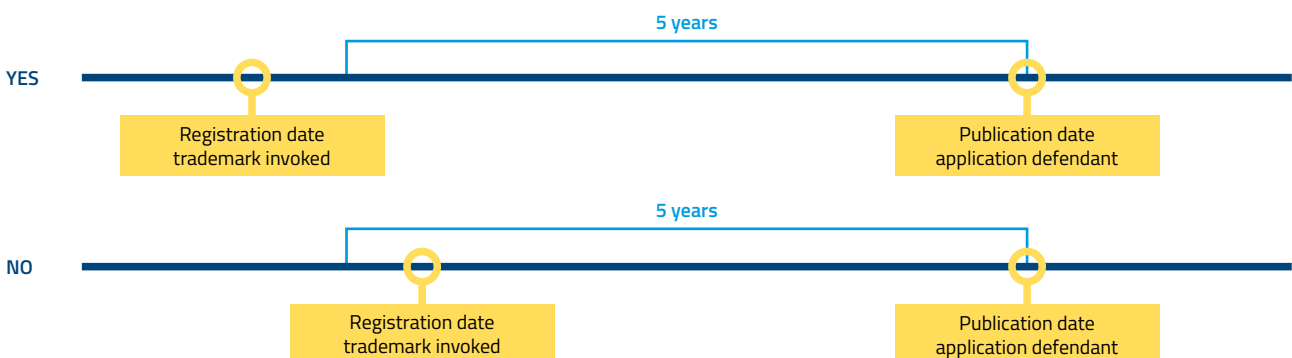 5 years
YES
Registration date
trademark invoked
Publication date
application defendant
5 years
NO
Registration date
trademark invoked
Publication date
application defendant